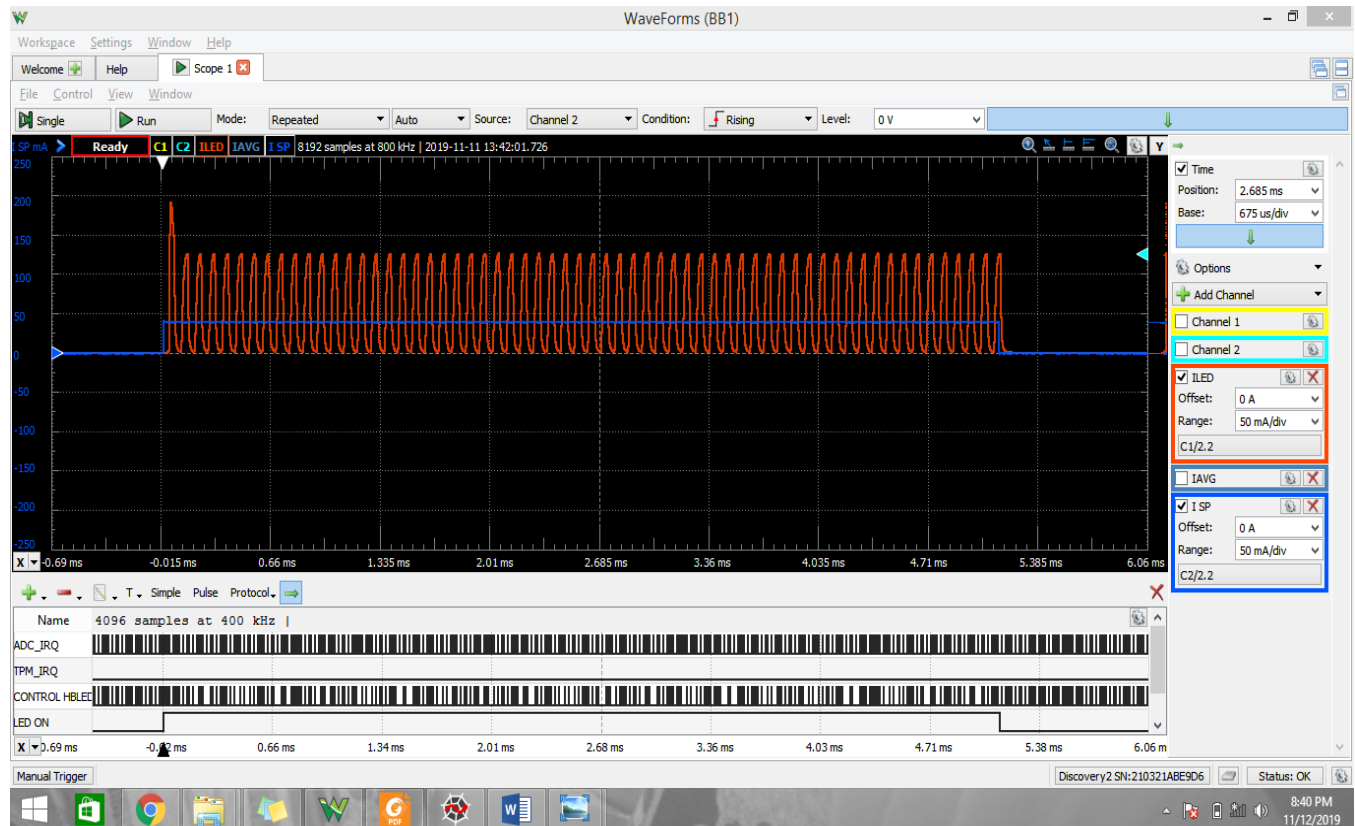 WaveForms (BB1)
Workspace Settings Window Help
Welcome Help Scope 1
File Control View Window
Single Run Mode: Repeated Auto Source: Channel 2 Condition: Rising Level: 0 V
I SP mA Ready C1 C2 ILED IAVG I SP 8192 samples at 800 kHz | 2019-11-11 13:42:01.726 Y
250
200
150
100
50
0
-50
-100
-150
-200
-250
X -0.69 ms -0.015 ms 0.66 ms 1.335 ms 2.01 ms 2.685 ms 3.36 ms 4.035 ms 4.71 ms 5.385 ms 6.06 ms
Time
Position: 2.685 ms
Base: 675 us/div
Options
Add Channel
Channel 1
Channel 2
ILED
Offset: 0 A
Range: 50 mA/div
C1/2.2
IAVG
I SP
Offset: 0 A
Range: 50 mA/div
C2/2.2
T Simple Pulse Protocol
Name 4096 samples at 400 kHz |
ADC_IRQ
TPM_IRQ
CONTROL HBLED
LED ON
X 0.69 ms ms 0.66 ms 1.34 ms 2.01 ms 2.68 ms 3.36 ms 4.03 ms 4.71 ms 5.38 ms 6.06 m
Manual Trigger Discovery2 SN:210321ABE9D6 Status: OK
PDF
8:40 PM
11/12/2019